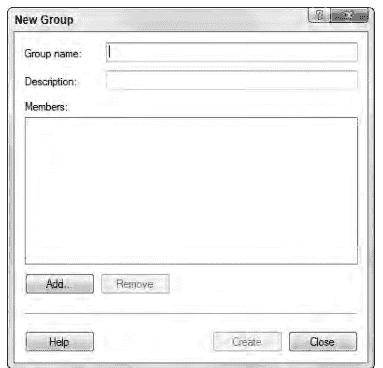 New Group
Group name:
Description:
Members:
Add...
Remove
Help
Create
Close